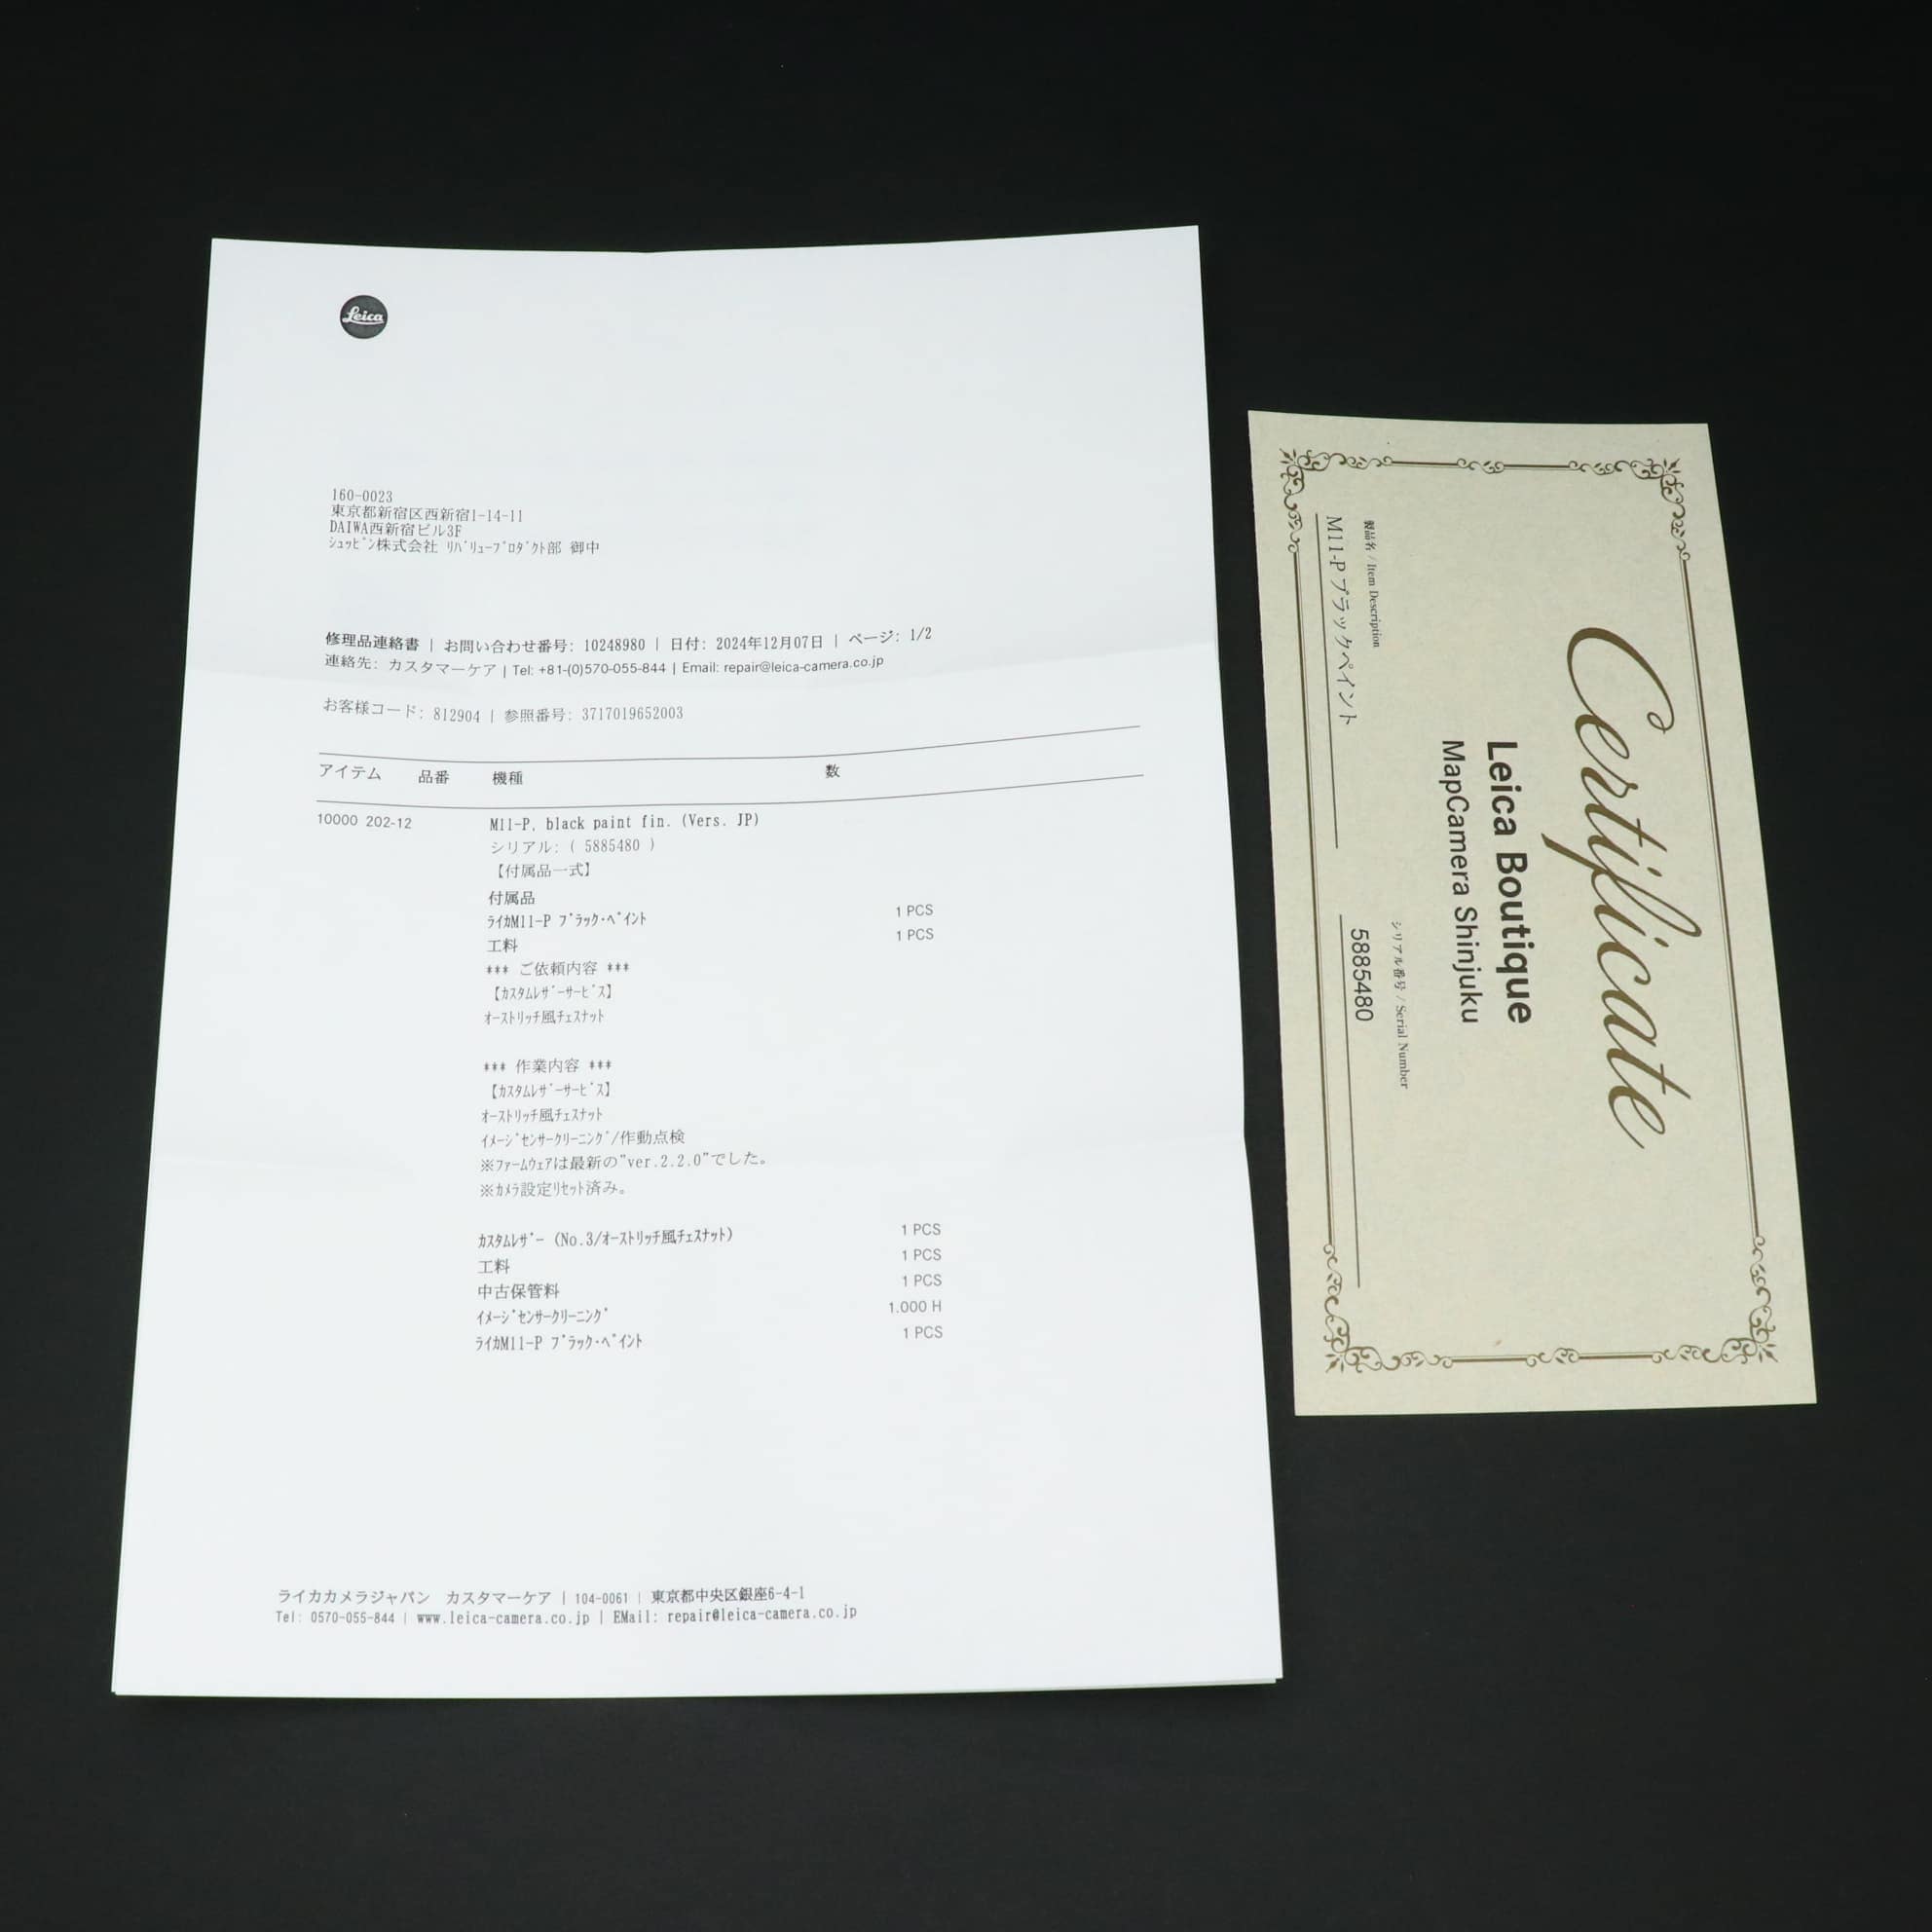 Leica
160-0023
東京都新宿区西新宿1-14-11
DAIWA西新宿ビル3F
ｼｭｯﾋﾟﾝ株式会社 ﾘﾊﾞﾘｭｰﾌﾟﾛﾀﾞｸﾄ部 御中
修理品連絡書 | お問い合わせ番号: 10248980 | 日付: 2024年12月07日 | ページ: 1/2
連絡先: カスタマーケア | Tel: +81-(0)570-055-844 | Email: repair@leica-camera.co.jp
お客様コード: 812904 | 参照番号: 3717019652003
アイテム 品番 機種 数
10000 202-12 M11-P, black paint fin. (Vers. JP)
シリアル: ( 5885480 )
【付属品一式】
付属品
ﾗｲｶM11-P ﾌﾞﾗｯｸ･ﾍﾟｲﾝﾄ 1 PCS
工料 1 PCS
*** ご依頼内容 ***
【ｶｽﾀﾑﾚｻﾞｰｻｰﾋﾞｽ】
ｵｰｽﾄﾘｯﾁ風ﾁｪｽﾅｯﾄ
*** 作業内容 ***
【ｶｽﾀﾑﾚｻﾞｰｻｰﾋﾞｽ】
ｵｰｽﾄﾘｯﾁ風ﾁｪｽﾅｯﾄ
ｲﾒｰｼﾞｾﾝｻｰｸﾘｰﾆﾝｸﾞ/作動点検
※ﾌｧｰﾑｳｪｱは最新の"ver.2.2.0"でした。
※ｶﾒﾗ設定ﾘｾｯﾄ済み。
ｶｽﾀﾑﾚｻﾞｰ (No.3/ｵｰｽﾄﾘｯﾁ風ﾁｪｽﾅｯﾄ) 1 PCS
工料 1 PCS
中古保管料 1 PCS
ｲﾒｰｼﾞｾﾝｻｰｸﾘｰﾆﾝｸﾞ 1.000 H
ﾗｲｶM11-P ﾌﾞﾗｯｸ･ﾍﾟｲﾝﾄ 1 PCS
ライカカメラジャパン カスタマーケア | 104-0061 | 東京都中央区銀座6-4-1
Tel: 0570-055-844 | www.leica-camera.co.jp | EMail: repair@leica-camera.co.jp
Certificate
Leica Boutique
MapCamera Shinjuku
製品名 / Item Description
M11-P ブラックペイント
シリアル番号 / Serial Number
5885480